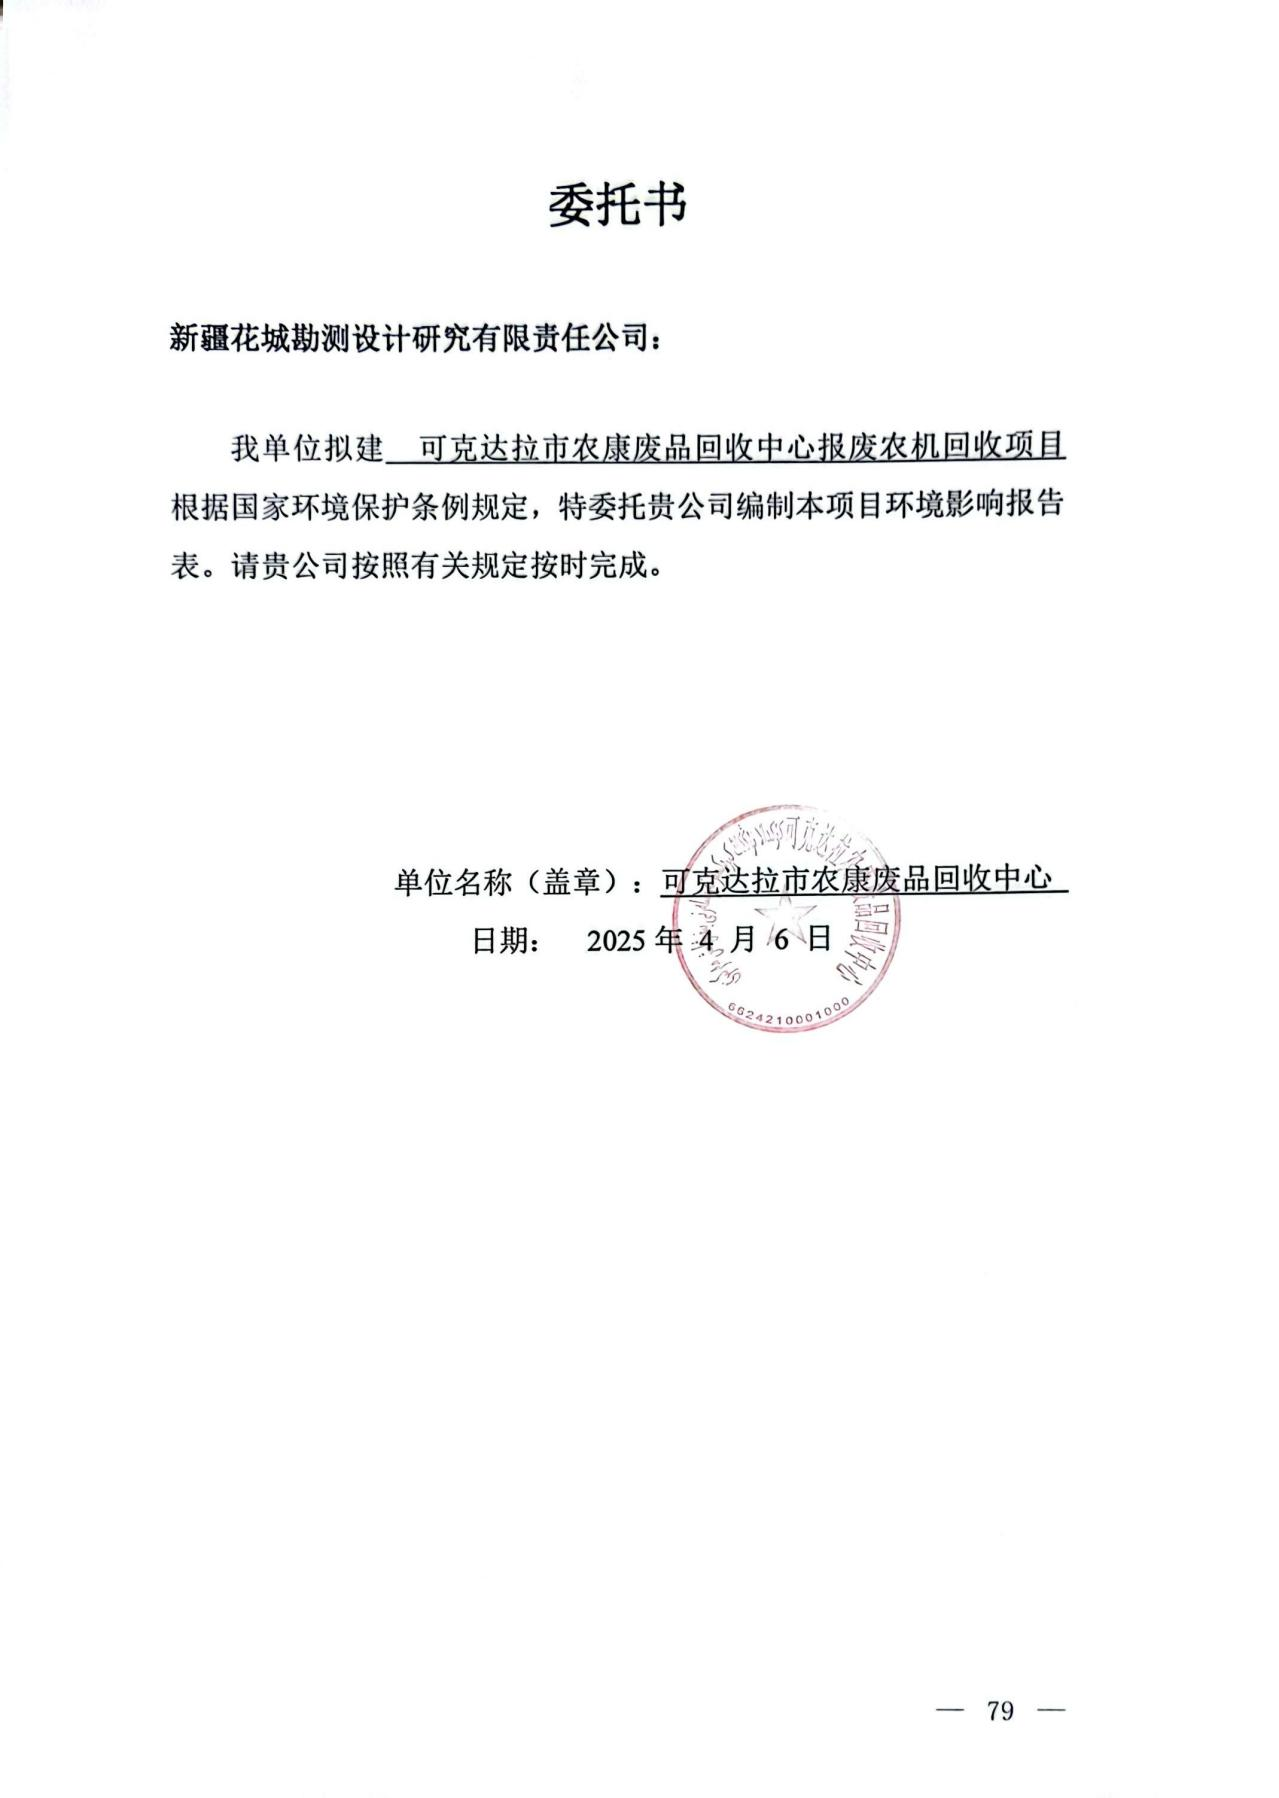 委托书
新疆花城勘测设计研究有限责任公司：
我单位拟建 可克达拉市农康废品回收中心报废农机回收项目
根据国家环境保护条例规定，特委托贵公司编制本项目环境影响报告
表。请贵公司按照有关规定按时完成。
单位名称（盖章）：可克达拉市农康废品回收中心
日期： 2025 年 4 月 6 日
6624210001000
— 79 —